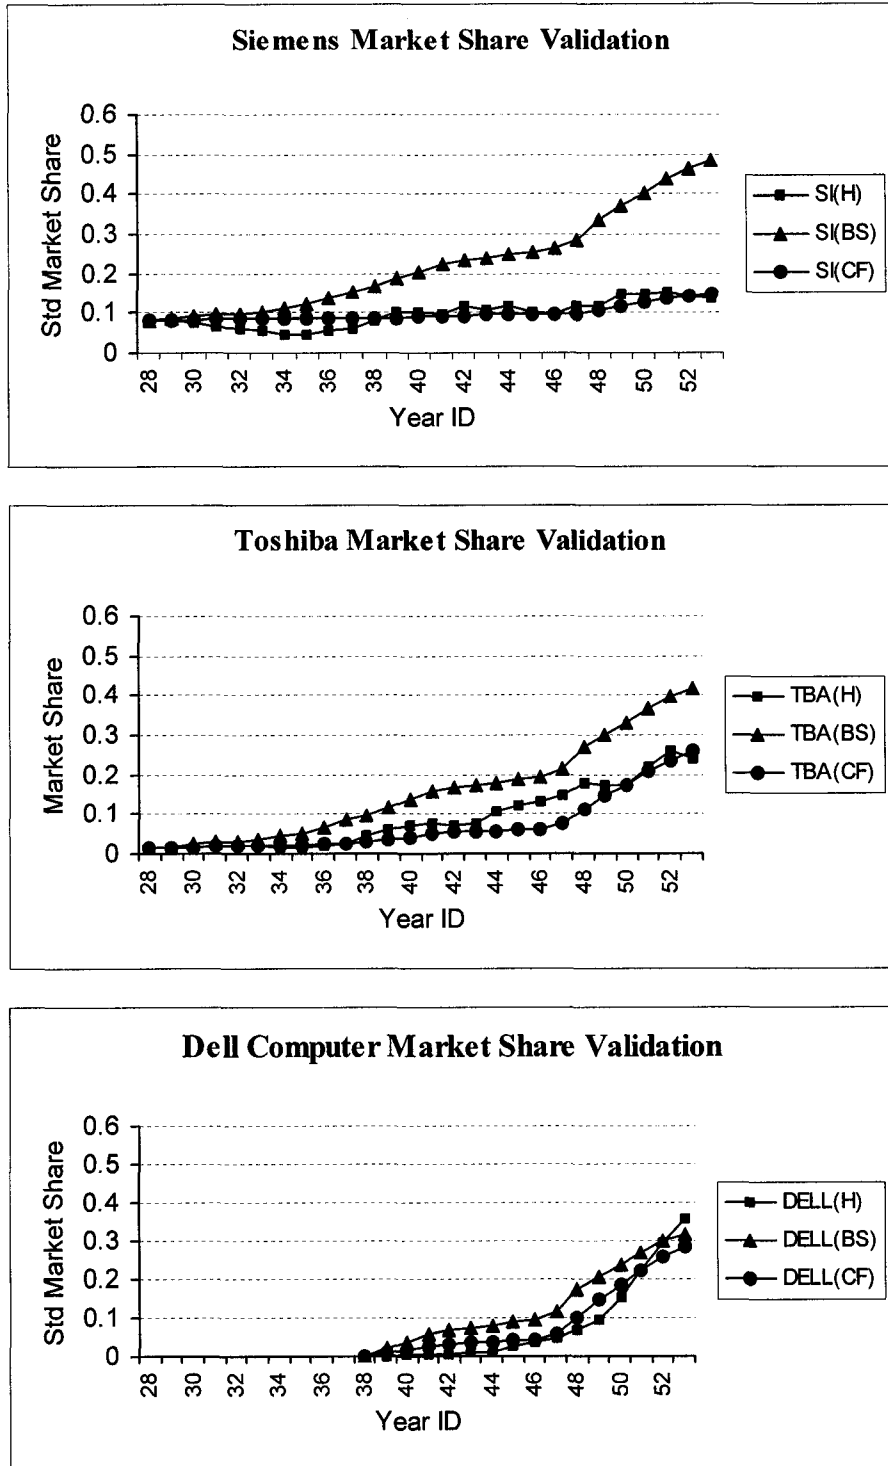 Siemens Market Share Validation
Std Market Share
0.6
0.5
0.4
0.3
0.2
0.1
0
28 30 32 34 36 38 40 42 44 46 48 50 52
Year ID
SI(H)
SI(BS)
SI(CF)
Toshiba Market Share Validation
Market Share
0.6
0.5
0.4
0.3
0.2
0.1
0
28 30 32 34 36 38 40 42 44 46 48 50 52
Year ID
TBA(H)
TBA(BS)
TBA(CF)
Dell Computer Market Share Validation
Std Market Share
0.6
0.5
0.4
0.3
0.2
0.1
0
28 30 32 34 36 38 40 42 44 46 48 50 52
Year ID
DELL(H)
DELL(BS)
DELL(CF)